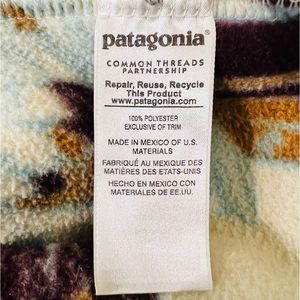 patagonia®
COMMON THREADS
PARTNERSHIP
Repair, Reuse, Recycle
This Product
www.patagonia.com
100% POLYESTER
EXCLUSIVE OF TRIM
MADE IN MEXICO OF U.S.
MATERIALS
FABRIQUÉ AU MEXIQUE DES
MATIÈRES DES ETATS-UNIS
HECHO EN MEXICO CON
MATERIALES DE EE.UU.